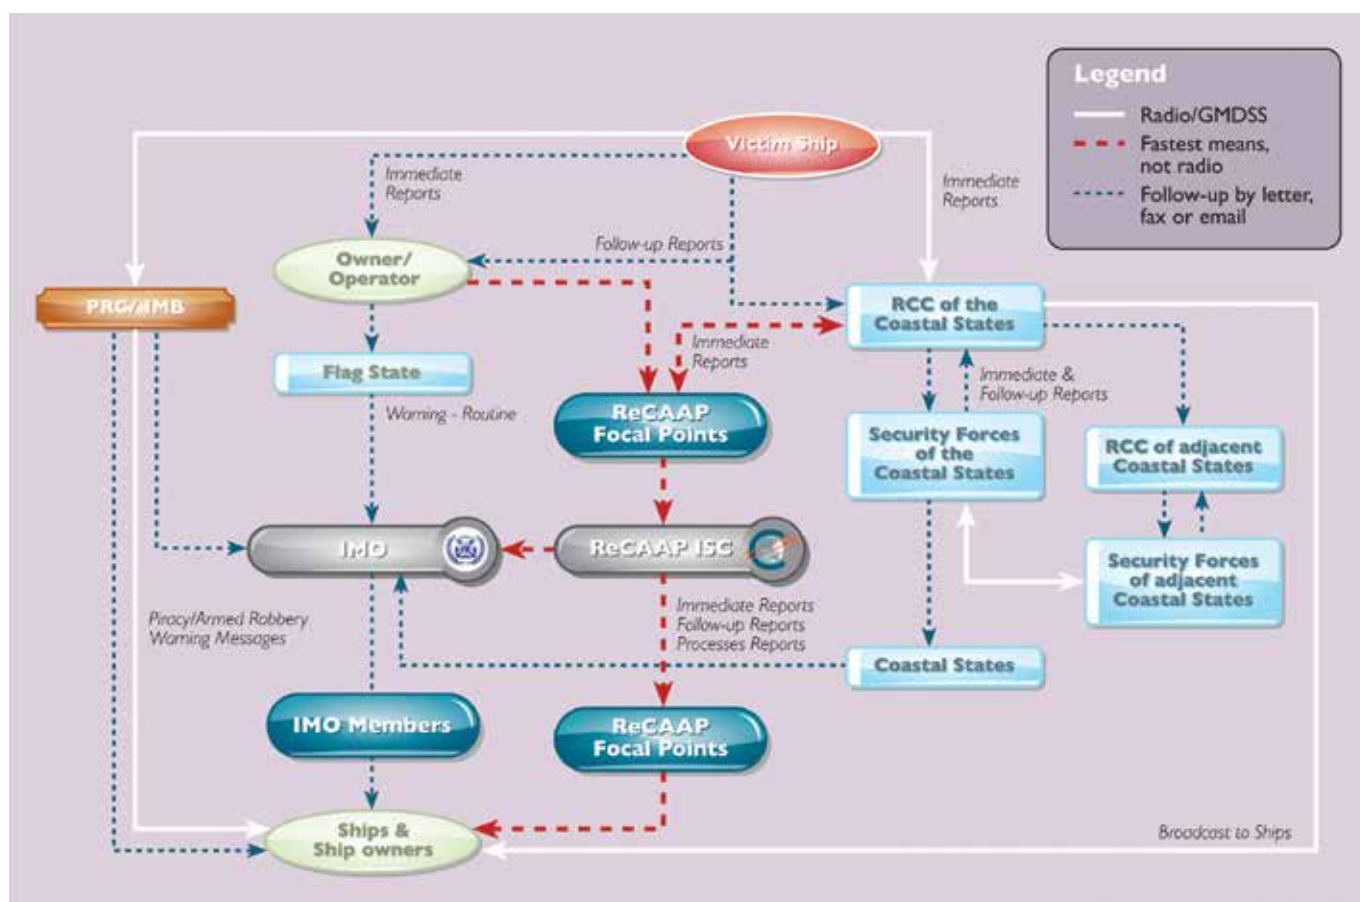 Legend
Radio/GMDSS
Fastest means,
not radio
Follow-up by letter,
fax or email
Victim Ship
Immediate
Reports
Immediate
Reports
Follow-up Reports
Owner/
Operator
PRG/IMB
RCC of the
Coastal States
Immediate
Reports
Flag State
Immediate &
Follow-up Reports
Warning - Routine
ReCAAP
Focal Points
Security Forces
of the
Coastal States
RCC of adjacent
Coastal States
IMO
ReCAAP ISC
Security Forces
of adjacent
Coastal States
Piracy/Armed Robbery
Warning Messages
Immediate Reports
Follow-up Reports
Processes Reports
Coastal States
IMO Members
ReCAAP
Focal Points
Ships &
Ship owners
Broadcast to Ships